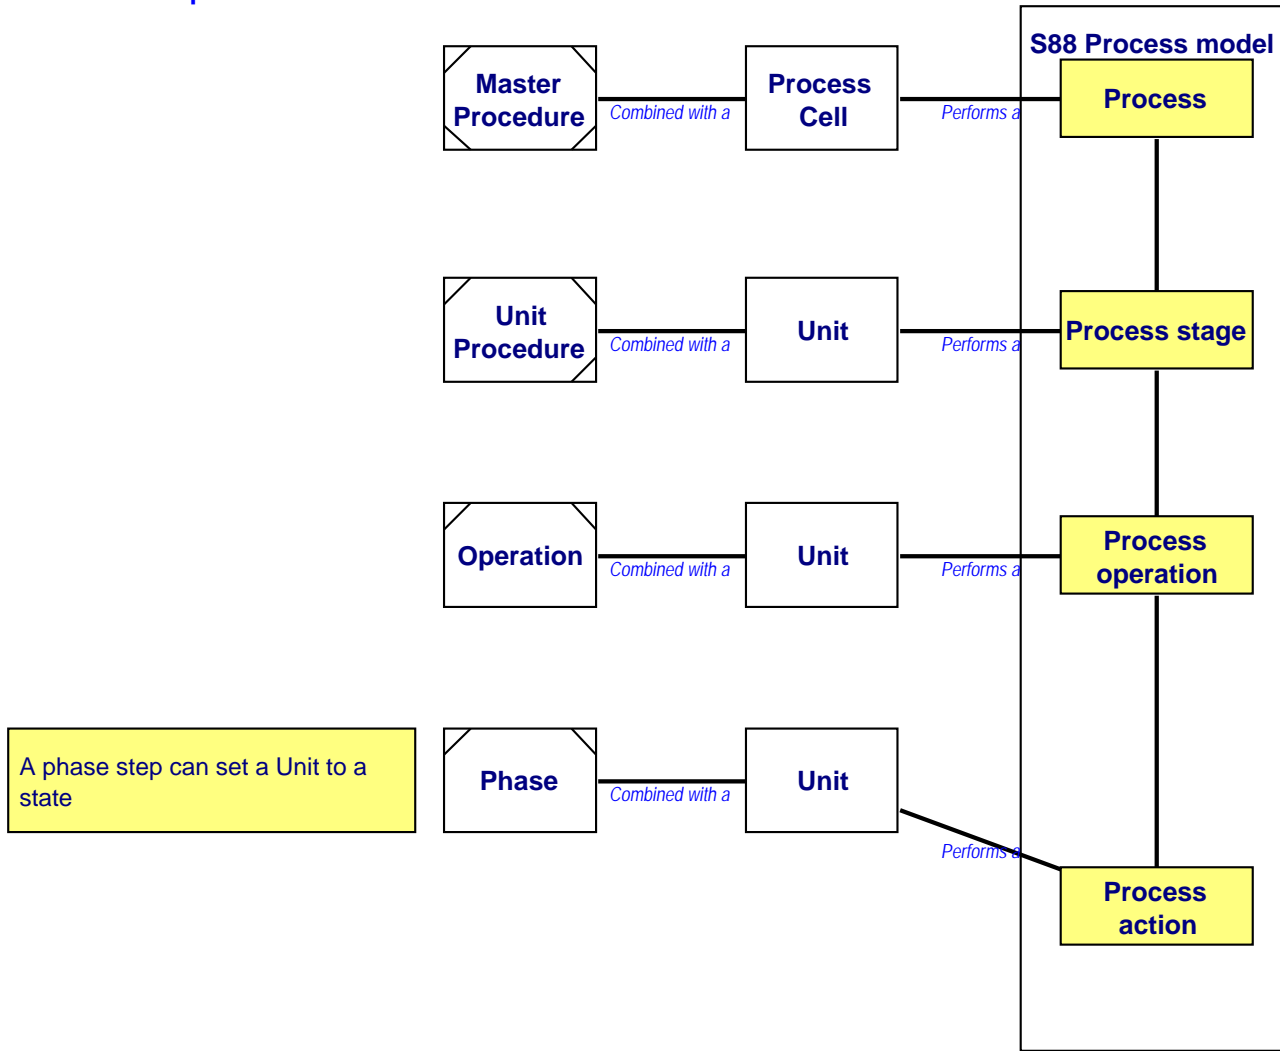 S88 Process model
Master
Procedure
Combined with a
Process
Cell
Performs a
Process
Unit
Procedure
Combined with a
Unit
Performs a
Process stage
Operation
Combined with a
Unit
Performs a
Process
operation
A phase step can set a Unit to a
state
Phase
Combined with a
Unit
Performs a
Process
action